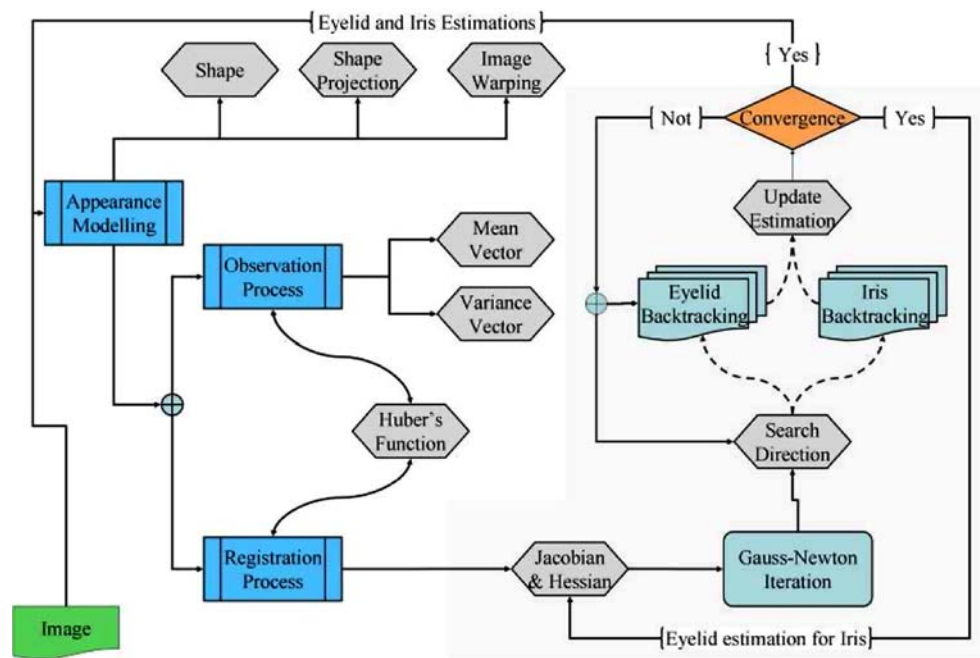 {Eyelid and Iris Estimations}
{ Yes }
Shape
Shape
Projection
Image
Warping
{ Not }
Convergence
{ Yes }
Appearance
Modelling
Update
Estimation
Mean
Vector
Observation
Process
Variance
Vector
Eyelid
Backtracking
Iris
Backtracking
Huber's
Function
Search
Direction
Registration
Process
Jacobian
& Hessian
Gauss-Newton
Iteration
Image
{Eyelid estimation for Iris}